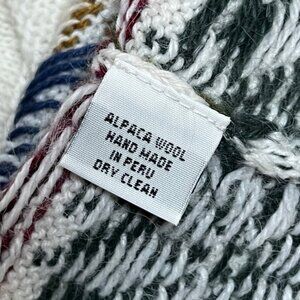 ALPACA WOOL
HAND MADE
IN PERU
DRY CLEAN